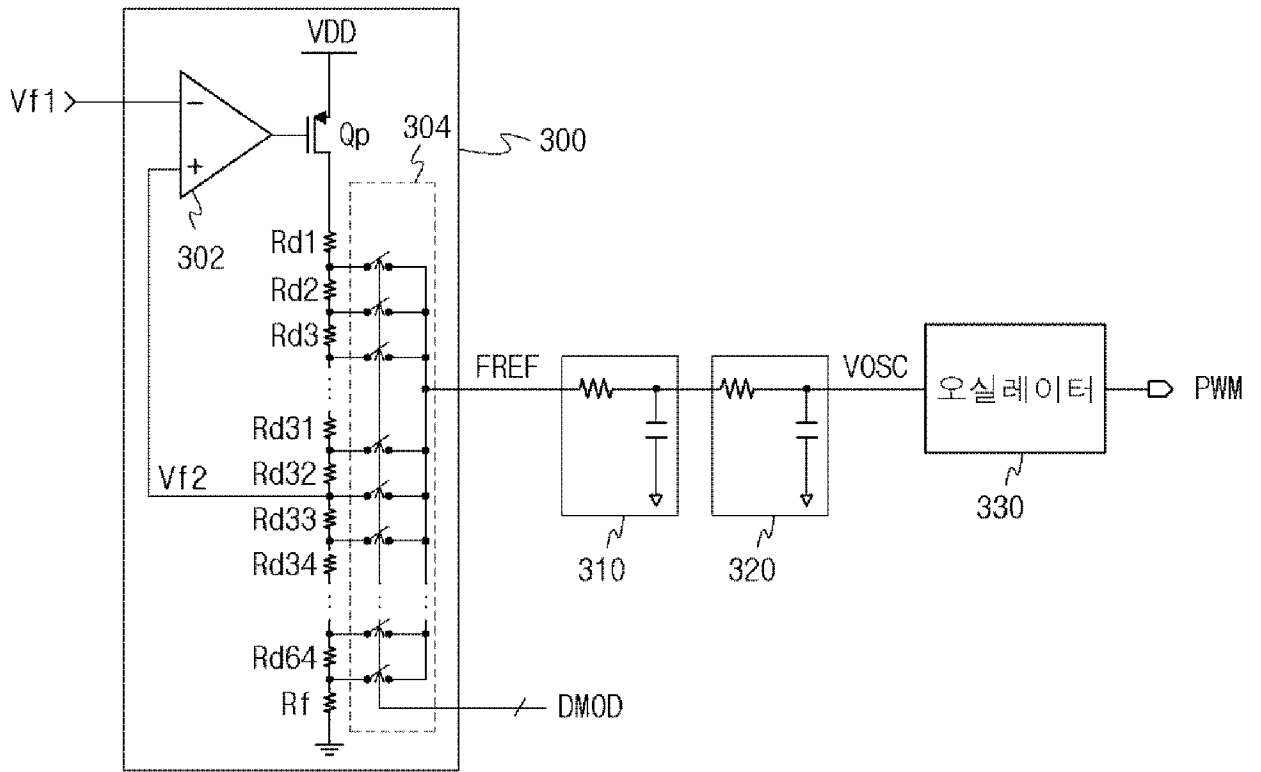 VDD
Vf1
−
+
Qp
304
300
302
Rd1
Rd2
Rd3
FREF
VOSC
오실레이터
PWM
Rd31
Rd32
Vf2
Rd33
Rd34
310
320
330
Rd64
Rf
DMOD